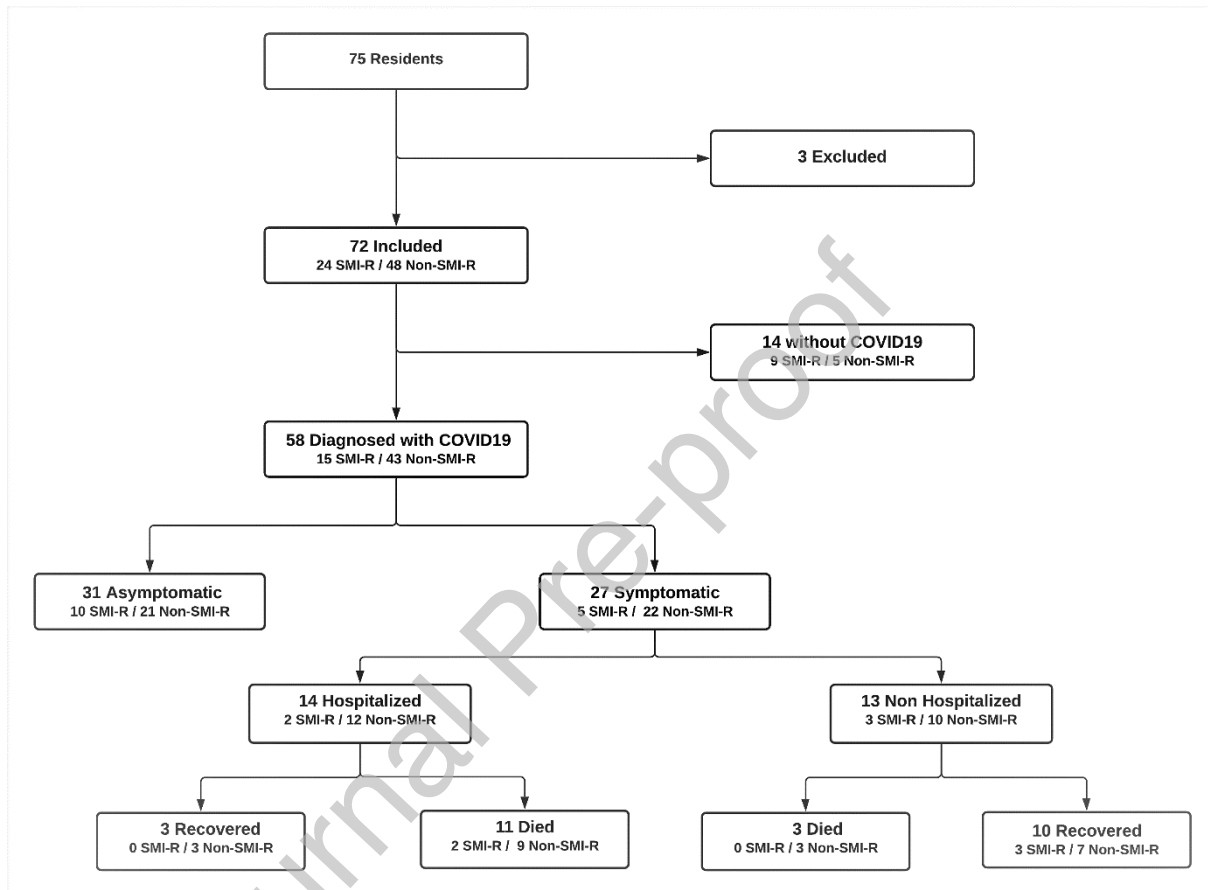 75 Residents
3 Excluded
72 Included
24 SMI-R / 48 Non-SMI-R
14 without COVID19
9 SMI-R / 5 Non-SMI-R
58 Diagnosed with COVID19
15 SMI-R / 43 Non-SMI-R
31 Asymptomatic
10 SMI-R / 21 Non-SMI-R
27 Symptomatic
5 SMI-R / 22 Non-SMI-R
14 Hospitalized
2 SMI-R / 12 Non-SMI-R
13 Non Hospitalized
3 SMI-R / 10 Non-SMI-R
3 Recovered
0 SMI-R / 3 Non-SMI-R
11 Died
2 SMI-R / 9 Non-SMI-R
3 Died
0 SMI-R / 3 Non-SMI-R
10 Recovered
3 SMI-R / 7 Non-SMI-R
urnal Pre-proof